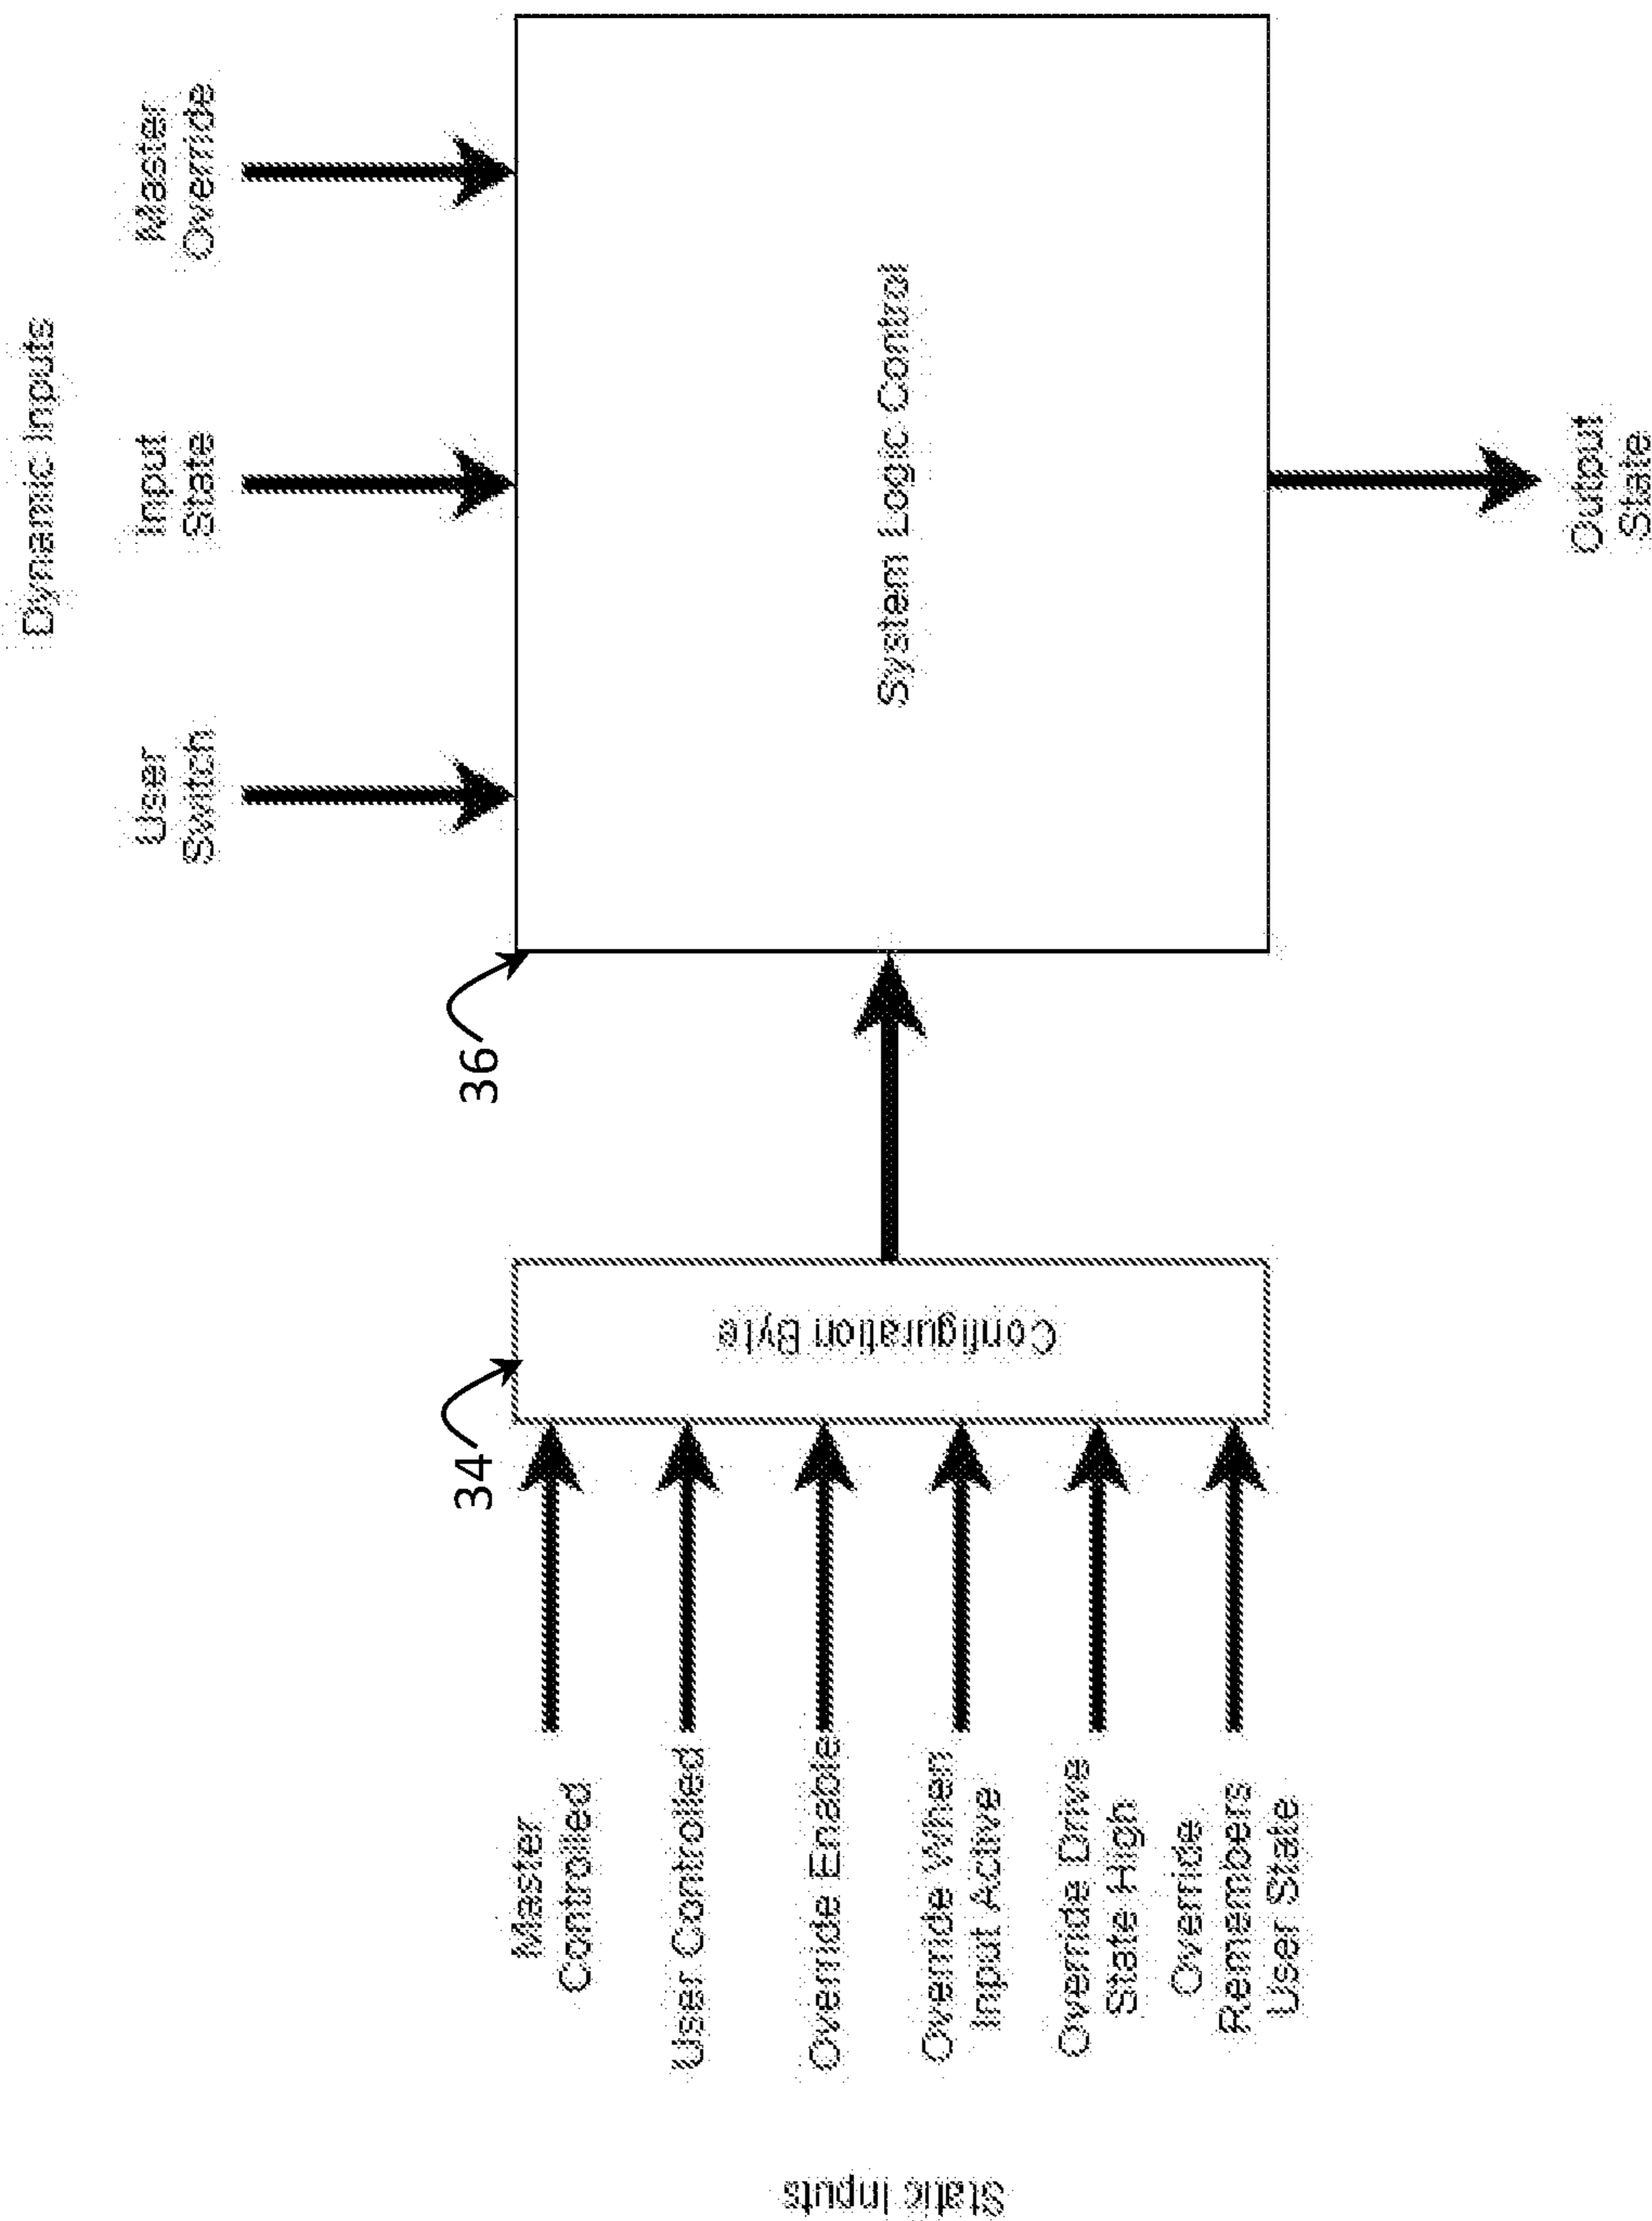 Dynamic Inputs
User
Switch
Input
State
Master
Override
36
System Logic Control
34
Configuration Byte
Master
Controlled
User Controlled
Override Enable
Override When
Input Active
Override Drive
State High
Override
Remembers
User State
Static Inputs
Output
State